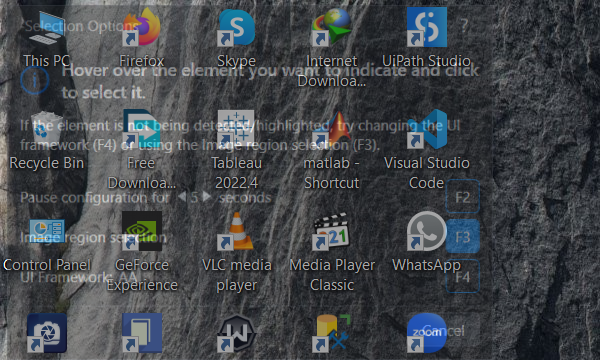 Selection Options
?
This PC
Firefox
Skype
Internet
Downloa...
UiPath Studio
Hover over the element you want to indicate and click
to select it.
If the element is not being detected/highlighted, try changing the UI
framework (F4) or using the Image region selection (F3).
Recycle Bin
Free
Downloa...
Tableau
2022.4
matlab -
Shortcut
Visual Studio
Code
Pause configuration for 5 seconds
F2
Image region selection
F3
Control Panel
GeForce
Experience
VLC media
player
321
Media Player
Classic
WhatsApp
UI Framework: AA
F4
zoom
Cancel